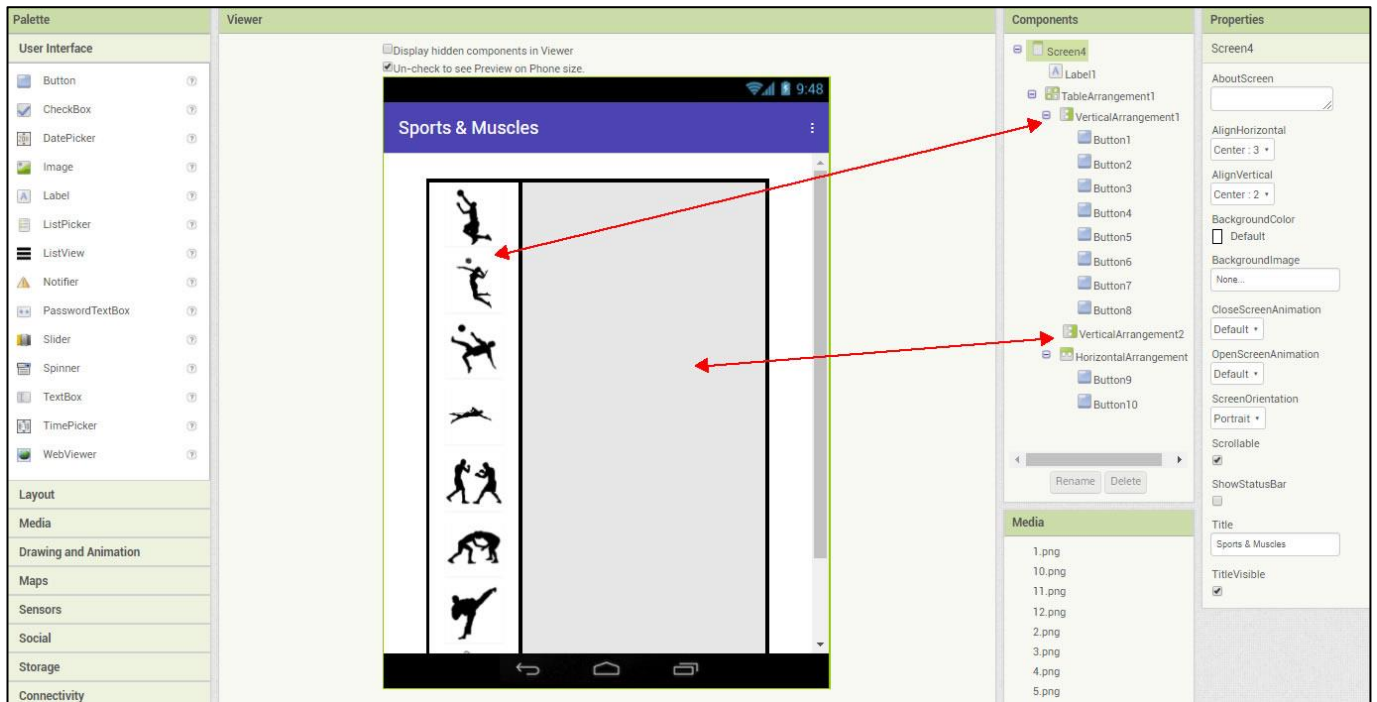 Palette
User Interface
Button
CheckBox
DatePicker
Image
Label
ListPicker
ListView
Notifier
PasswordTextBox
Slider
Spinner
TextBox
TimePicker
WebViewer
Layout
Media
Drawing and Animation
Maps
Sensors
Social
Storage
Connectivity
Viewer
Display hidden components in Viewer
Un-check to see Preview on Phone size.
9:48
Sports & Muscles
Components
Screen4
Label1
TableArrangement1
VerticalArrangement1
Button1
Button2
Button3
Button4
Button5
Button6
Button7
Button8
VerticalArrangement2
HorizontalArrangement
Button9
Button10
Rename Delete
Media
1.png
10.png
11.png
12.png
2.png
3.png
4.png
5.png
Properties
Screen4
AboutScreen
AlignHorizontal
Center : 3
AlignVertical
Center : 2
BackgroundColor
Default
BackgroundImage
None...
CloseScreenAnimation
Default
OpenScreenAnimation
Default
ScreenOrientation
Portrait
Scrollable
ShowStatusBar
Title
Sports & Muscles
TitleVisible